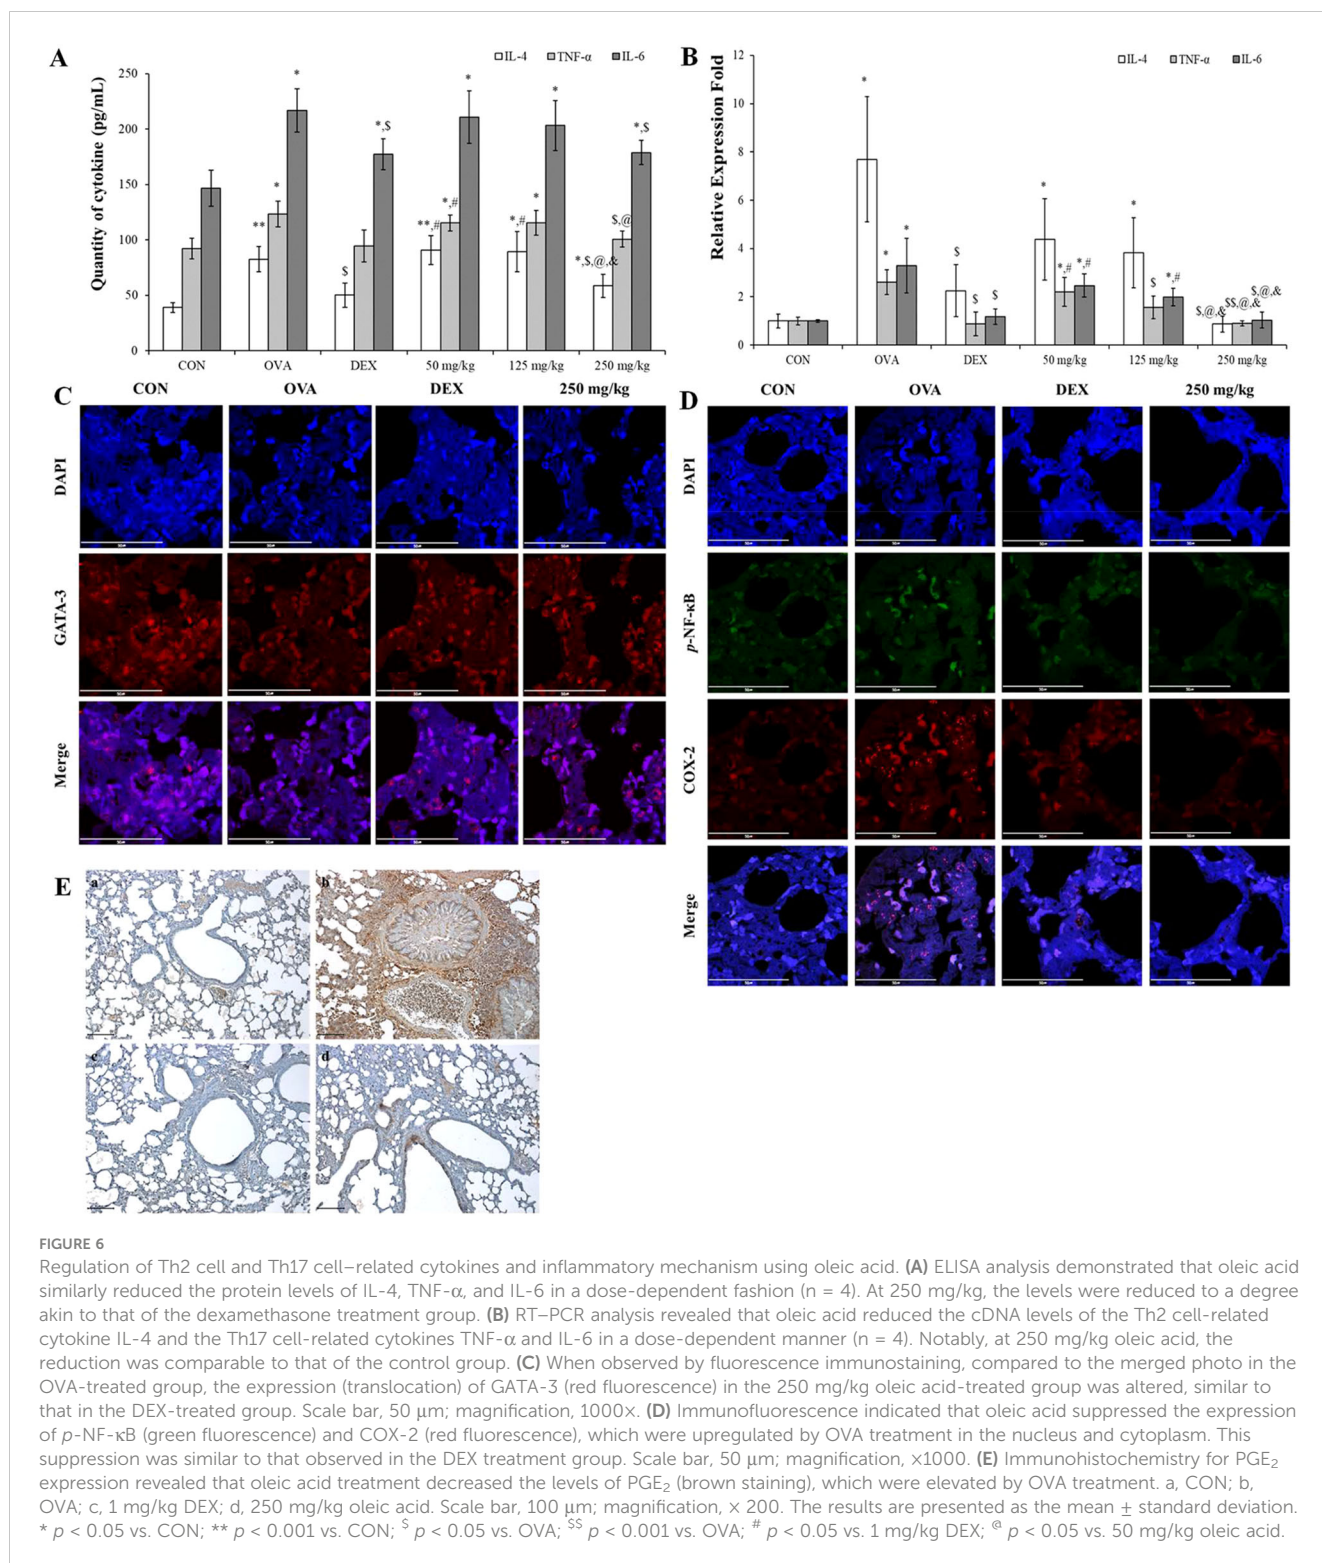 A
IL-4 TNF-α IL-6
Quantity of cytokine (pg/mL)
250
200
150
100
50
0
*
*
**
*,$
$
*
*,#
**,#
*
*
*,#
*,$
$,@
*,$,@,&
CON OVA DEX 50 mg/kg 125 mg/kg 250 mg/kg
B
IL-4 TNF-α IL-6
Relative Expression Fold
12
10
8
6
4
2
0
*
*
*
$
$
$
*
*,#
*,#
*
$
*,#
$,@,&
$$,@,&
$,@,&
CON OVA DEX 50 mg/kg 125 mg/kg 250 mg/kg
C
CON OVA DEX 250 mg/kg
DAPI
GATA-3
Merge
D
CON OVA DEX 250 mg/kg
DAPI
p-NF-κB
COX-2
Merge
E
a b
c d
FIGURE 6
Regulation of Th2 cell and Th17 cell–related cytokines and inflammatory mechanism using oleic acid. (A) ELISA analysis demonstrated that oleic acid
similarly reduced the protein levels of IL-4, TNF-α, and IL-6 in a dose-dependent fashion (n = 4). At 250 mg/kg, the levels were reduced to a degree
akin to that of the dexamethasone treatment group. (B) RT–PCR analysis revealed that oleic acid reduced the cDNA levels of the Th2 cell-related
cytokine IL-4 and the Th17 cell-related cytokines TNF-α and IL-6 in a dose-dependent manner (n = 4). Notably, at 250 mg/kg oleic acid, the
reduction was comparable to that of the control group. (C) When observed by fluorescence immunostaining, compared to the merged photo in the
OVA-treated group, the expression (translocation) of GATA-3 (red fluorescence) in the 250 mg/kg oleic acid-treated group was altered, similar to
that in the DEX-treated group. Scale bar, 50 μm; magnification, 1000×. (D) Immunofluorescence indicated that oleic acid suppressed the expression
of p-NF-κB (green fluorescence) and COX-2 (red fluorescence), which were upregulated by OVA treatment in the nucleus and cytoplasm. This
suppression was similar to that observed in the DEX treatment group. Scale bar, 50 μm; magnification, ×1000. (E) Immunohistochemistry for PGE₂
expression revealed that oleic acid treatment decreased the levels of PGE₂ (brown staining), which were elevated by OVA treatment. a, CON; b,
OVA; c, 1 mg/kg DEX; d, 250 mg/kg oleic acid. Scale bar, 100 μm; magnification, × 200. The results are presented as the mean ± standard deviation.
* p < 0.05 vs. CON; ** p < 0.001 vs. CON; $ p < 0.05 vs. OVA; $$ p < 0.001 vs. OVA; # p < 0.05 vs. 1 mg/kg DEX; @ p < 0.05 vs. 50 mg/kg oleic acid.